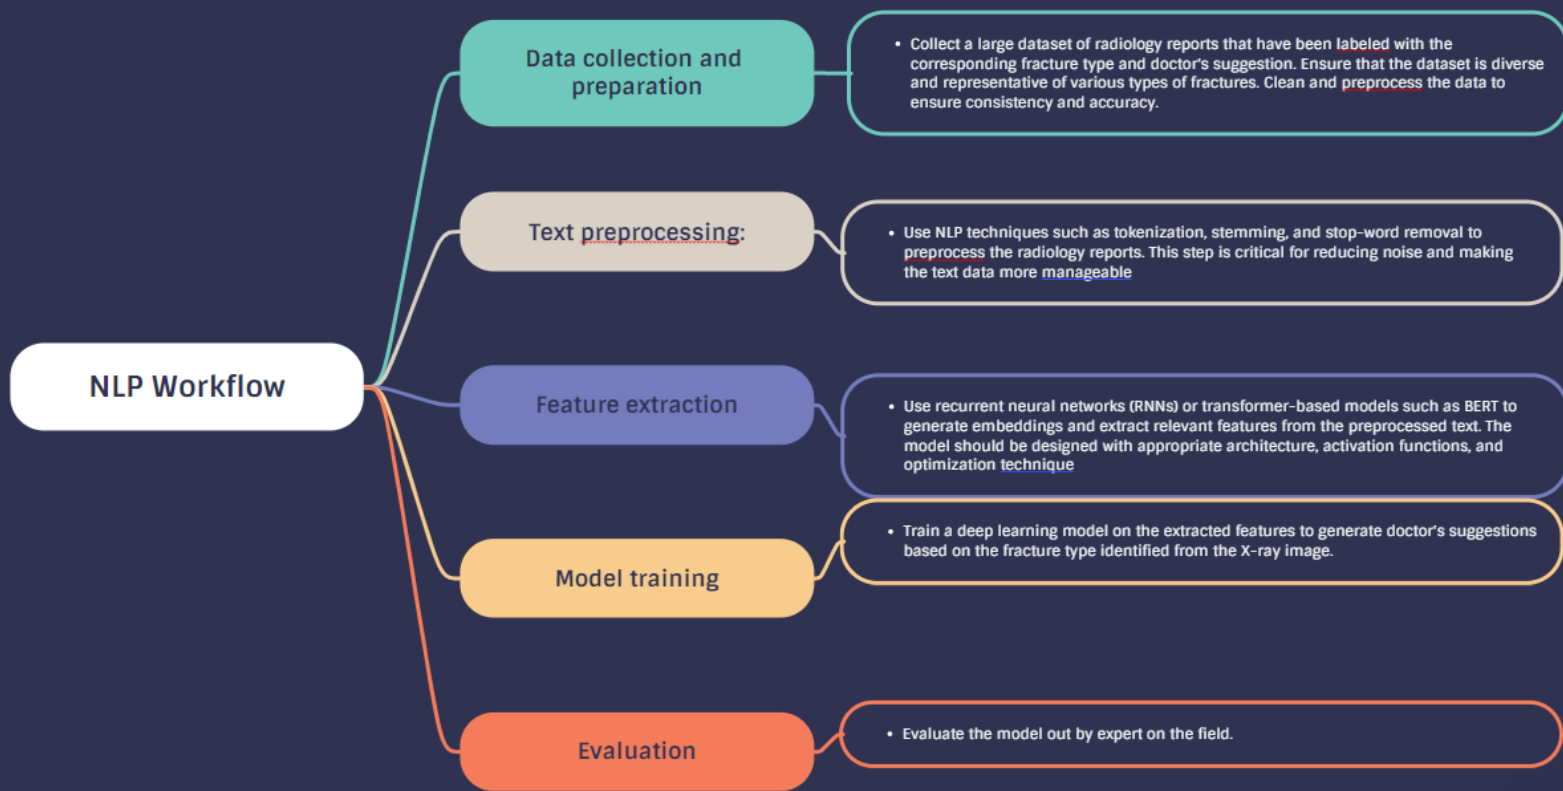 Data collection and
preparation
• Collect a large dataset of radiology reports that have been labeled with the
corresponding fracture type and doctor's suggestion. Ensure that the dataset is diverse
and representative of various types of fractures. Clean and preprocess the data to
ensure consistency and accuracy.
Text preprocessing:
• Use NLP techniques such as tokenization, stemming, and stop-word removal to
preprocess the radiology reports. This step is critical for reducing noise and making
the text data more manageable
NLP Workflow
Feature extraction
• Use recurrent neural networks (RNNs) or transformer-based models such as BERT to
generate embeddings and extract relevant features from the preprocessed text. The
model should be designed with appropriate architecture, activation functions, and
optimization technique
Model training
• Train a deep learning model on the extracted features to generate doctor's suggestions
based on the fracture type identified from the X-ray image.
Evaluation
• Evaluate the model out by expert on the field.